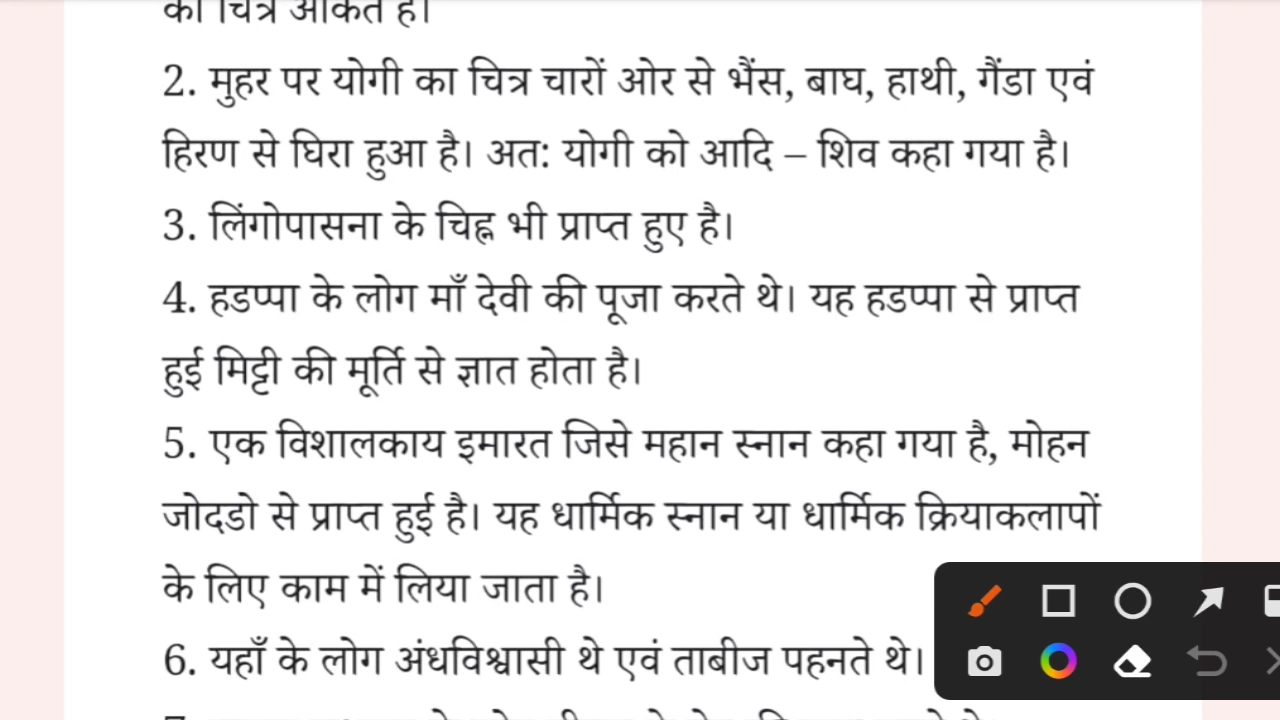 का चित्र अंकित है।
2. मुहर पर योगी का चित्र चारों ओर से भैंस, बाघ, हाथी, गैंडा एवं
हिरण से घिरा हुआ है। अत: योगी को आदि – शिव कहा गया है।
3. लिंगोपासना के चिह्न भी प्राप्त हुए है।
4. हडप्पा के लोग माँ देवी की पूजा करते थे। यह हडप्पा से प्राप्त
हुई मिट्टी की मूर्ति से ज्ञात होता है।
5. एक विशालकाय इमारत जिसे महान स्नान कहा गया है, मोहन
जोदडो से प्राप्त हुई है। यह धार्मिक स्नान या धार्मिक क्रियाकलापों
के लिए काम में लिया जाता है।
6. यहाँ के लोग अंधविश्वासी थे एवं ताबीज पहनते थे।